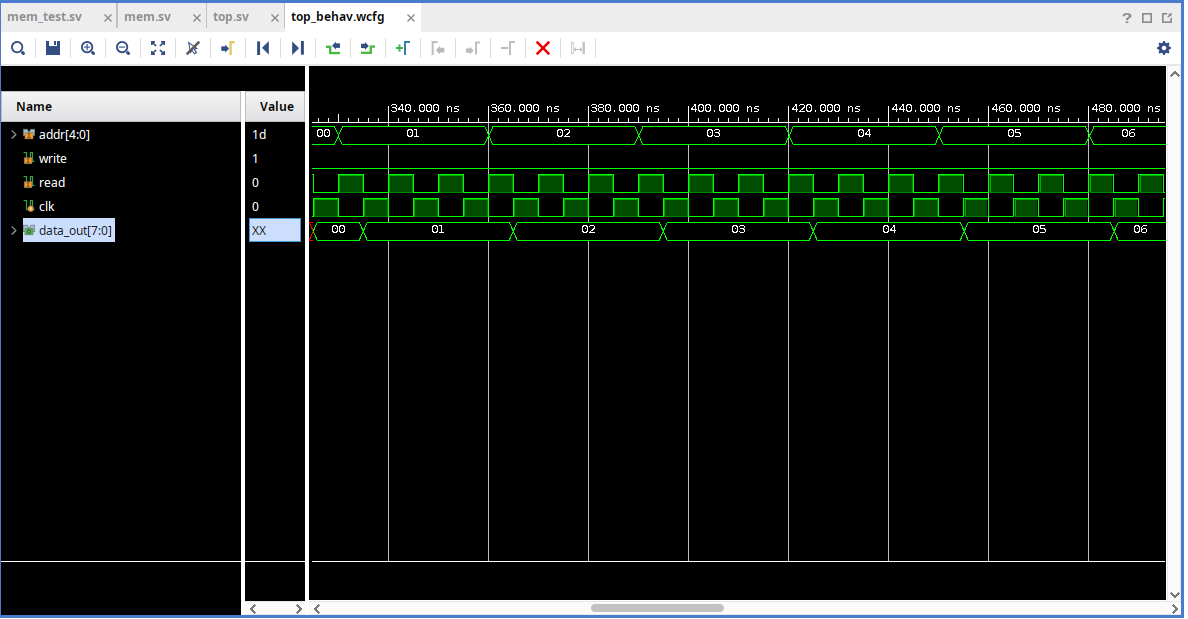 mem_test.sv × mem.sv × top.sv × top_behav.wcfg ×
?
Name Value
340.000 ns 360.000 ns 380.000 ns 400.000 ns 420.000 ns 440.000 ns 460.000 ns 480.000 ns
addr[4:0] 1d 00 01 02 03 04 05 06
write 1
read 0
clk 0
data_out[7:0] XX 00 01 02 03 04 05 06